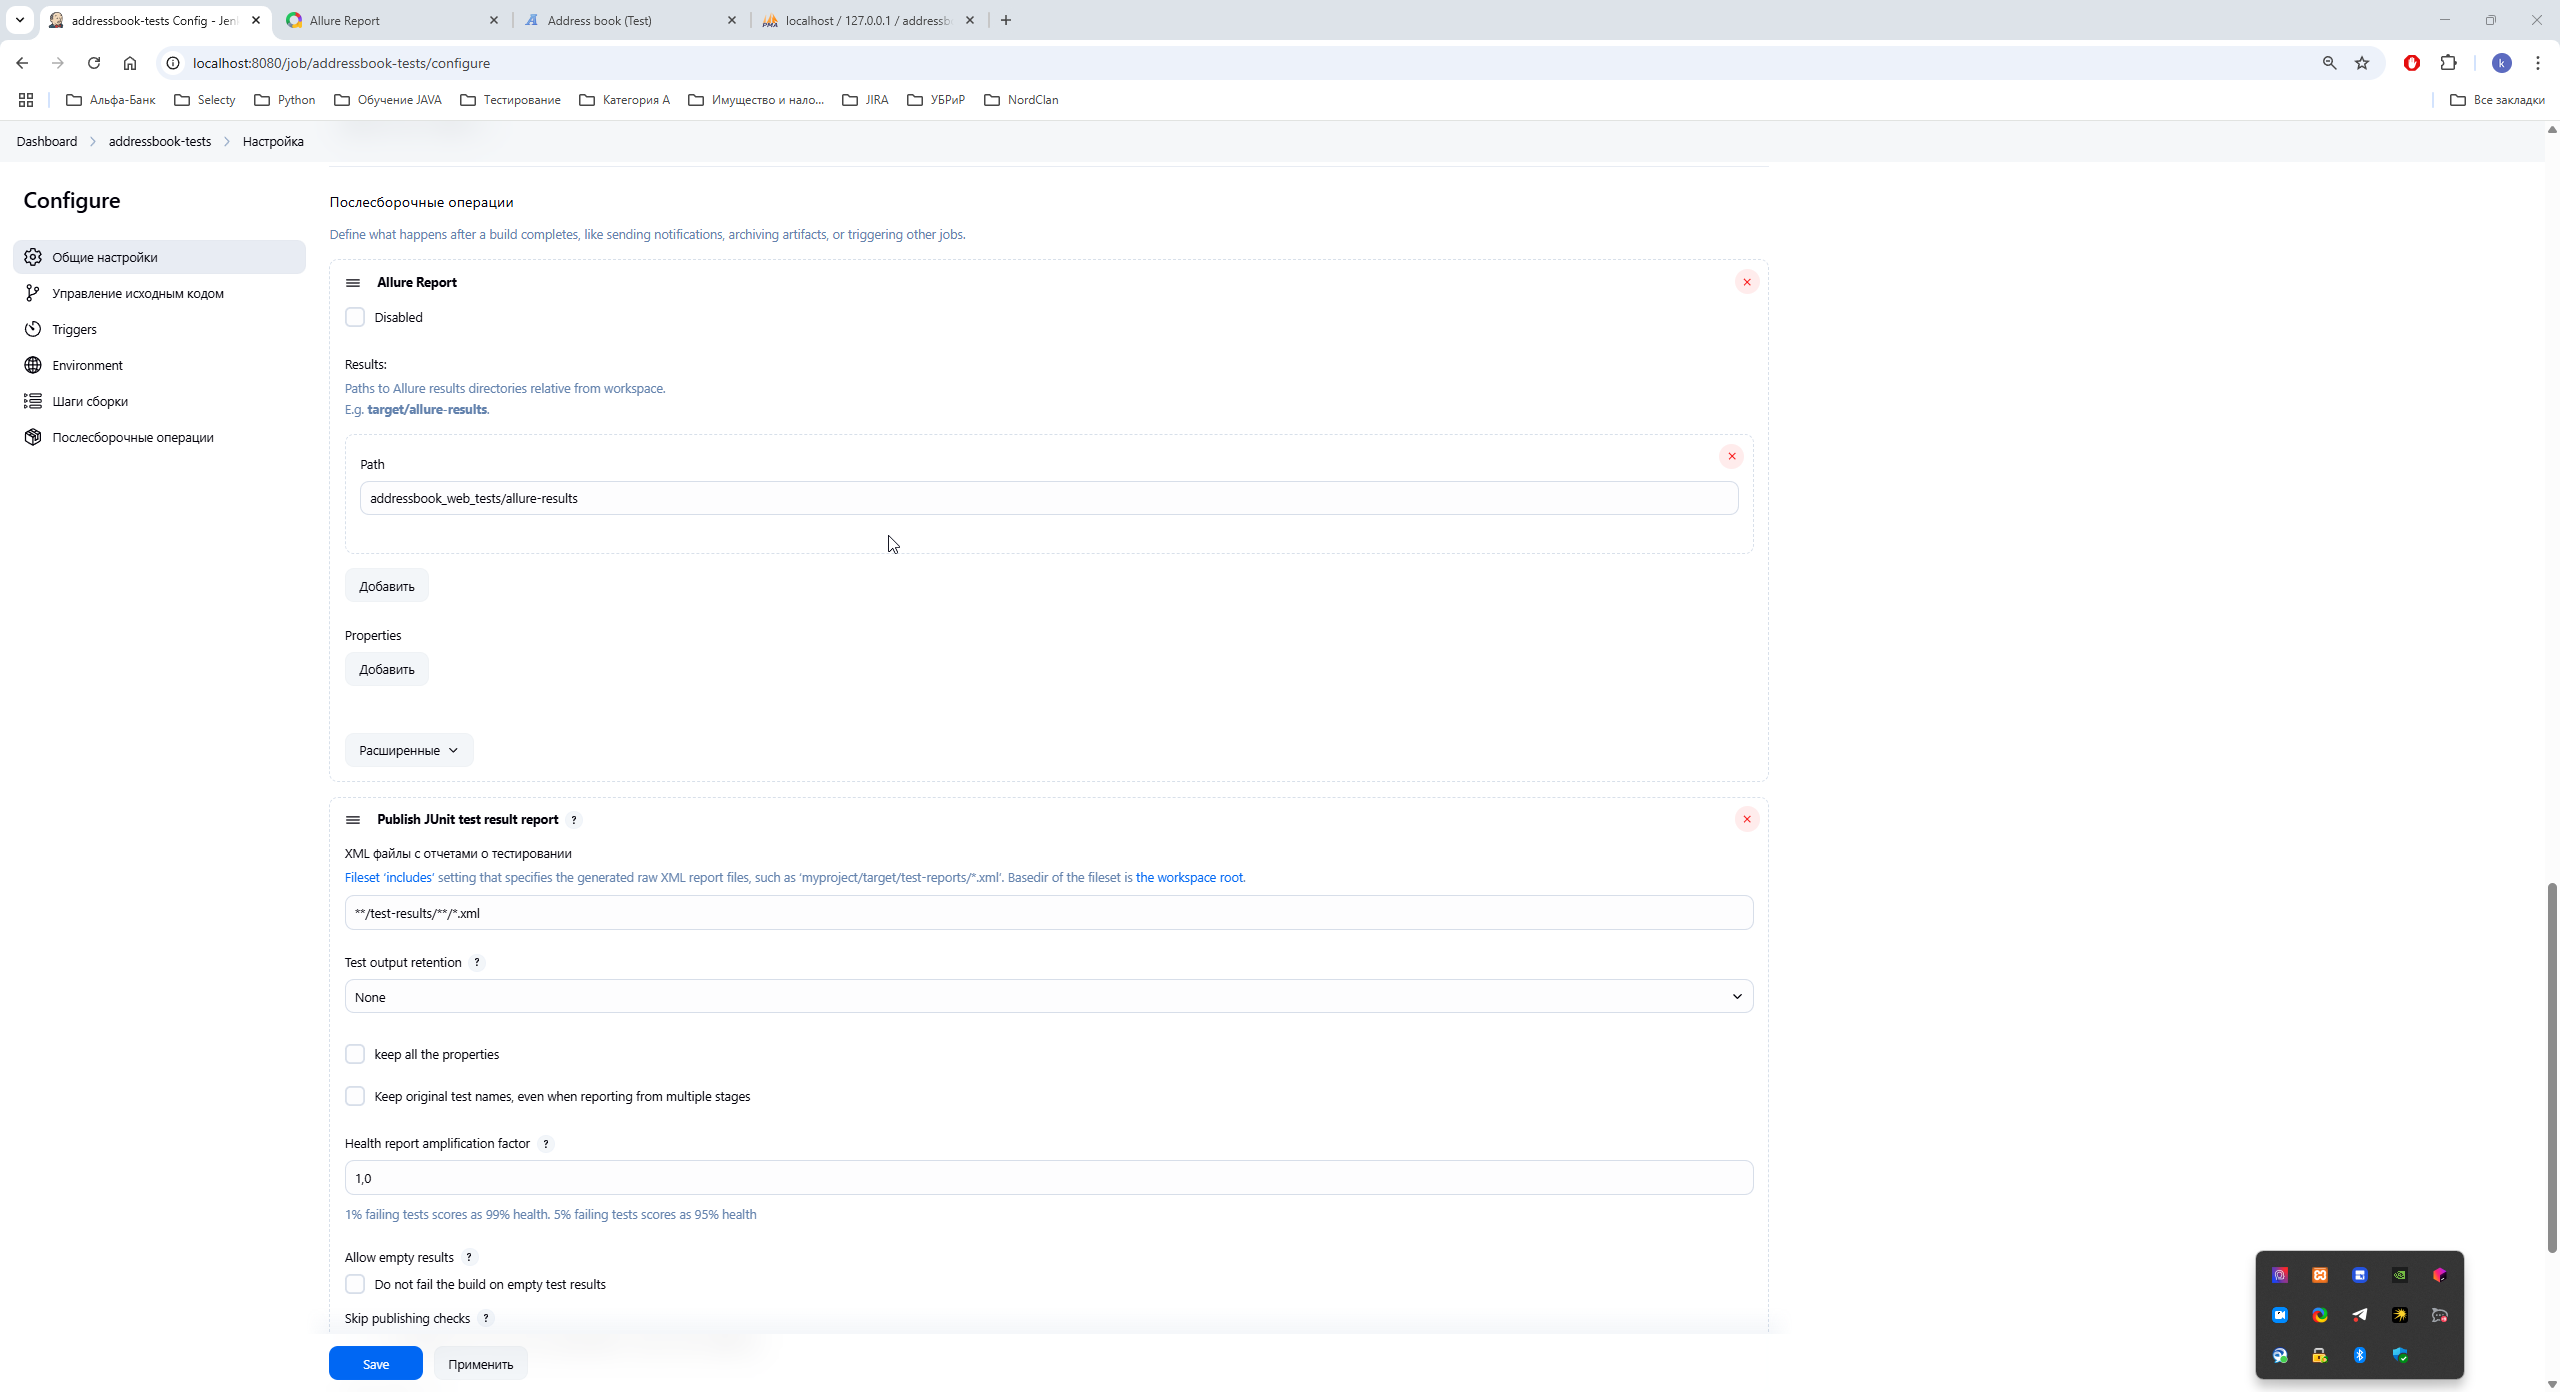 addressbook-tests Config - Jen
Allure Report
Address book (Test)
localhost / 127.0.0.1 / addressb
localhost:8080/job/addressbook-tests/configure
k
Альфа-Банк
Selecty
Python
Обучение JAVA
Тестирование
Категория А
Имущество и нало...
JIRA
УБРиР
NordClan
Все закладки
Dashboard
addressbook-tests
Настройка
Configure
Общие настройки
Управление исходным кодом
Triggers
Environment
Шаги сборки
Послесборочные операции
Послесборочные операции
Define what happens after a build completes, like sending notifications, archiving artifacts, or triggering other jobs.
Allure Report
Disabled
Results:
Paths to Allure results directories relative from workspace.
E.g. target/allure-results.
Path
addressbook_web_tests/allure-results
Добавить
Properties
Добавить
Расширенные
Publish JUnit test result report ?
XML файлы с отчетами о тестировании
Fileset 'includes' setting that specifies the generated raw XML report files, such as 'myproject/target/test-reports/*.xml'. Basedir of the fileset is the workspace root.
**/test-results/**/*.xml
Test output retention ?
None
keep all the properties
Keep original test names, even when reporting from multiple stages
Health report amplification factor ?
1,0
1% failing tests scores as 99% health. 5% failing tests scores as 95% health
Allow empty results ?
Do not fail the build on empty test results
Skip publishing checks ?
Save
Применить